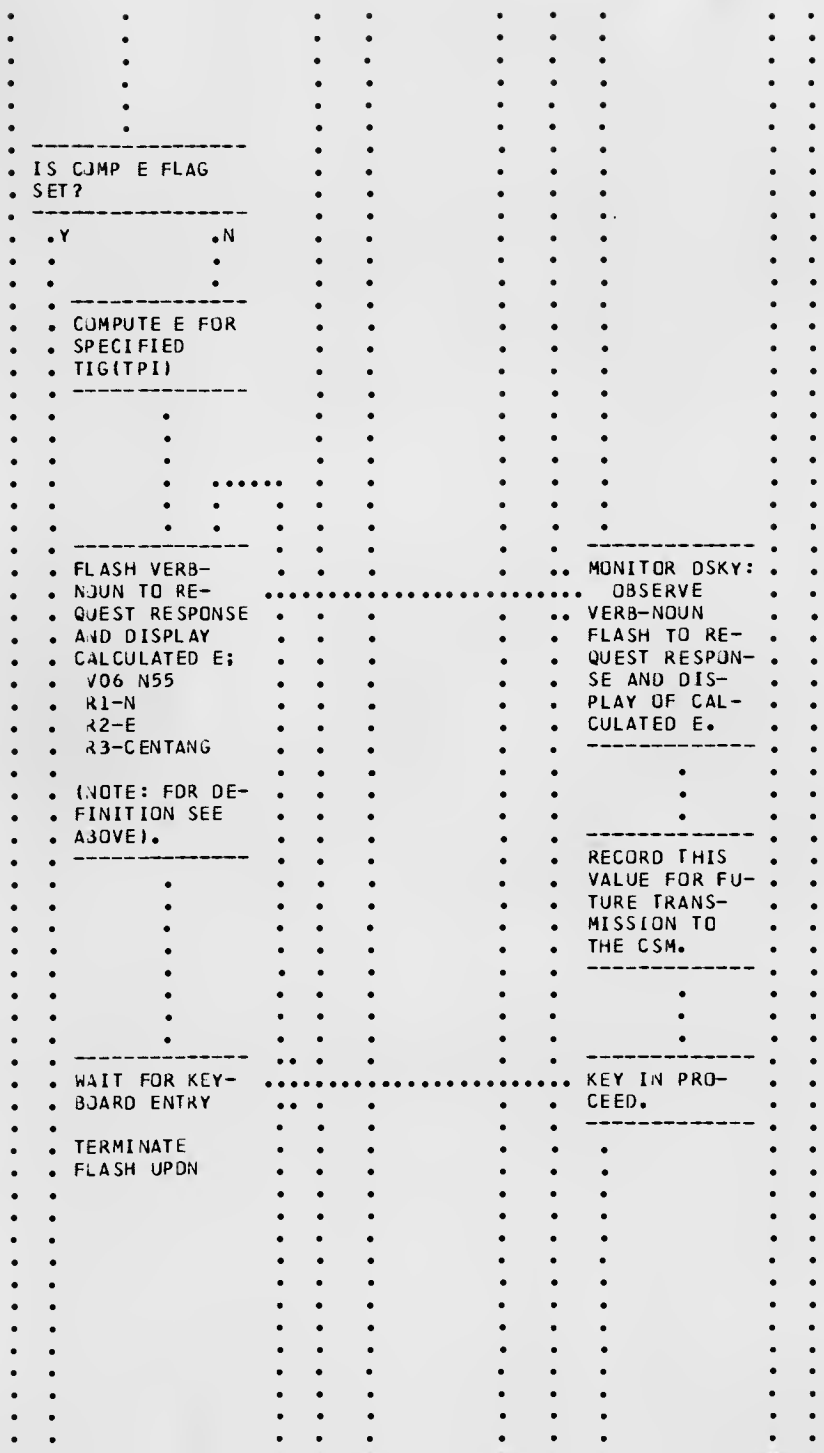 IS COMP E FLAG
SET?
.Y .N
COMPUTE E FOR
SPECIFIED
TIG(TPI)
FLASH VERB-
NOUN TO RE-
QUEST RESPONSE
AND DISPLAY
CALCULATED E;
V06 N55
R1-N
R2-E
R3-CENTANG
(NOTE: FOR DE-
FINITION SEE
ABOVE).
MONITOR DSKY:
OBSERVE
VERB-NOUN
FLASH TO RE-
QUEST RESPON-
SE AND DIS-
PLAY OF CAL-
CULATED E.
RECORD THIS
VALUE FOR FU-
TURE TRANS-
MISSION TO
THE CSM.
WAIT FOR KEY-
BOARD ENTRY
TERMINATE
FLASH UPON
KEY IN PRO-
CEED.